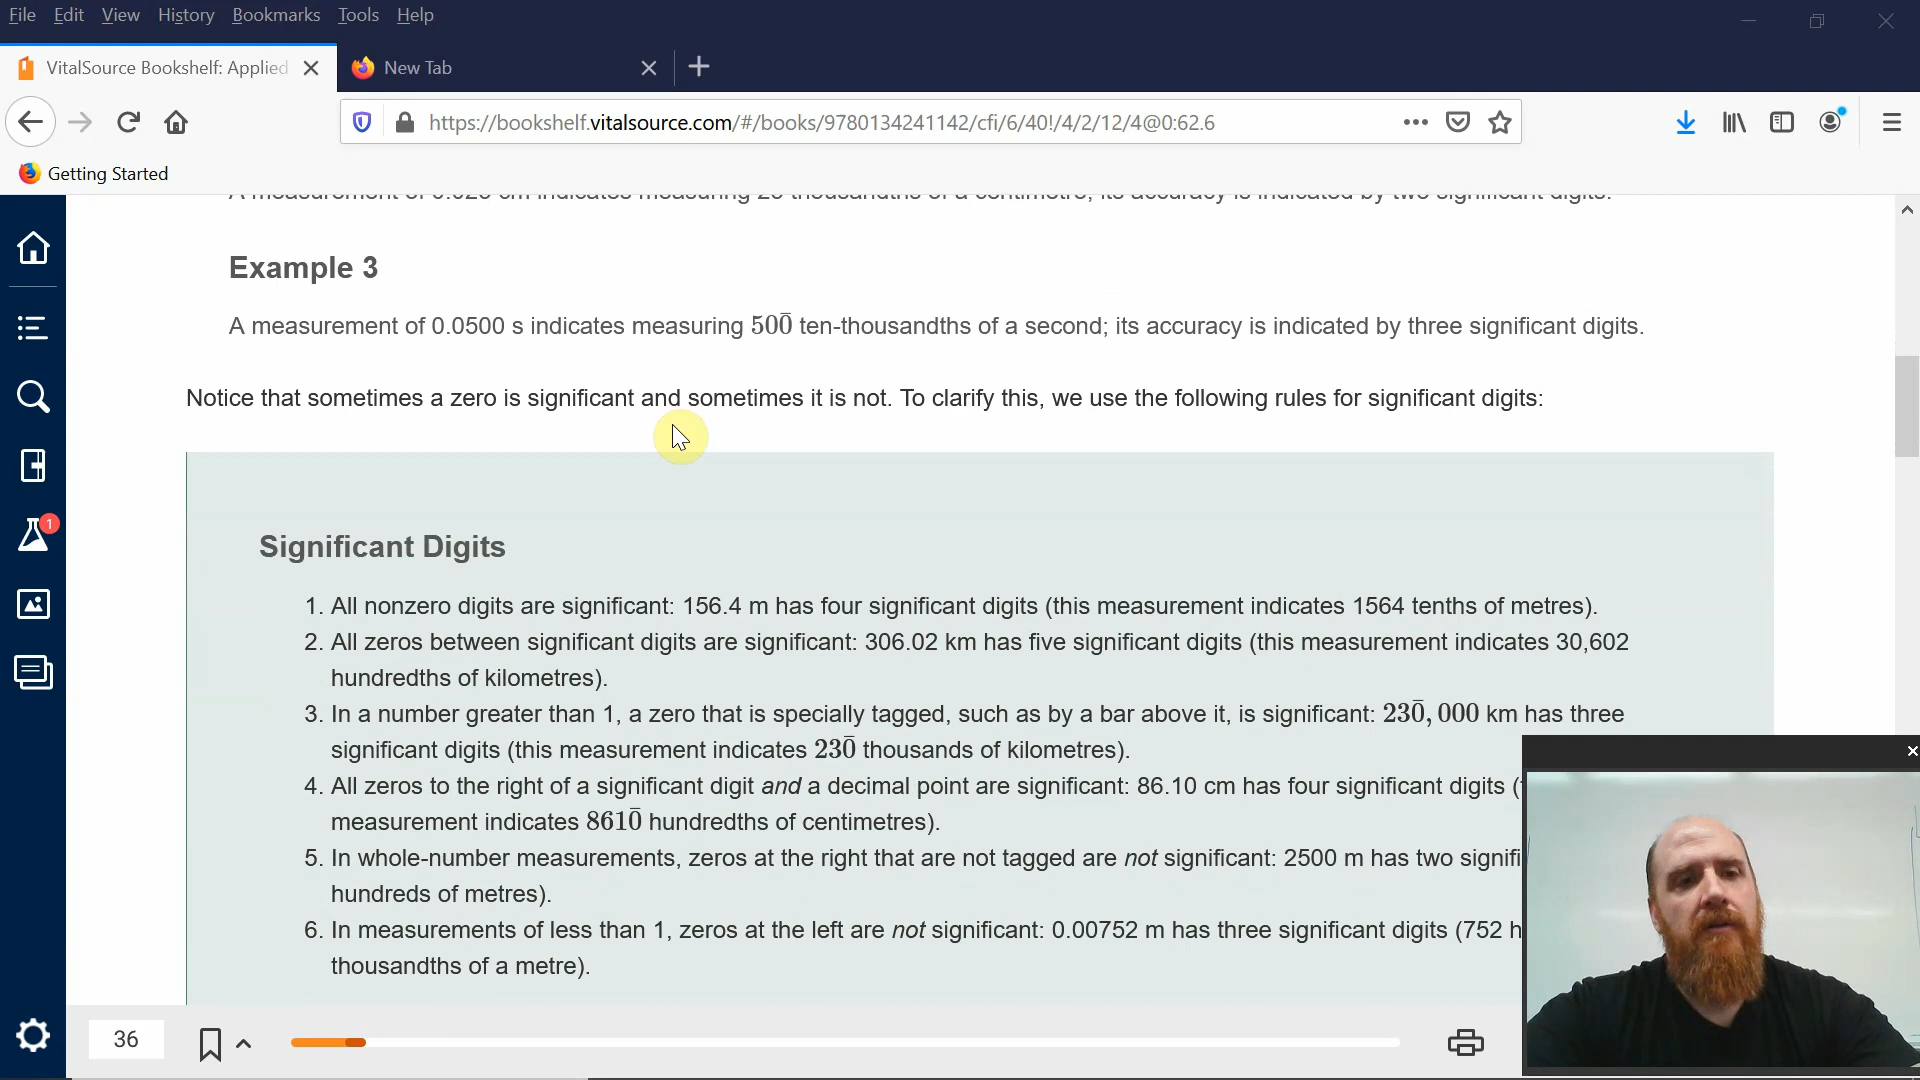 File Edit View History Bookmarks Tools Help
VitalSource Bookshelf: Applied
New Tab
https://bookshelf.vitalsource.com/#/books/9780134241142/cfi/6/40!/4/2/12/4@0:62.6
Getting Started
Example 3
A measurement of 0.0500 s indicates measuring 500̄ ten-thousandths of a second; its accuracy is indicated by three significant digits.
Notice that sometimes a zero is significant and sometimes it is not. To clarify this, we use the following rules for significant digits:
1
Significant Digits
1. All nonzero digits are significant: 156.4 m has four significant digits (this measurement indicates 1564 tenths of metres).
2. All zeros between significant digits are significant: 306.02 km has five significant digits (this measurement indicates 30,602
hundredths of kilometres).
3. In a number greater than 1, a zero that is specially tagged, such as by a bar above it, is significant: 230̄,000 km has three
significant digits (this measurement indicates 230̄ thousands of kilometres).
4. All zeros to the right of a significant digit and a decimal point are significant: 86.10 cm has four significant digits (
measurement indicates 8610̄ hundredths of centimetres).
5. In whole-number measurements, zeros at the right that are not tagged are not significant: 2500 m has two signifi
hundreds of metres).
6. In measurements of less than 1, zeros at the left are not significant: 0.00752 m has three significant digits (752 h
thousandths of a metre).
36